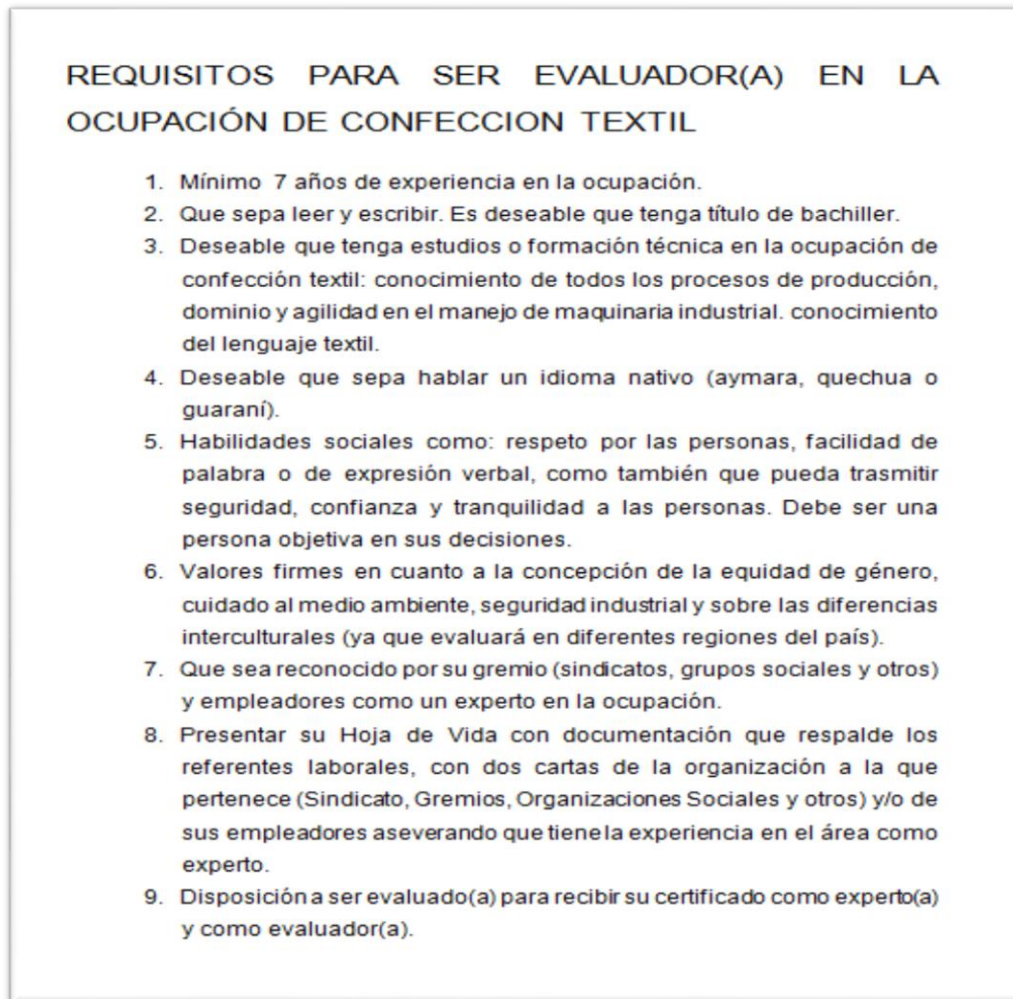 REQUISITOS PARA SER EVALUADOR(A) EN LA
OCUPACIÓN DE CONFECCION TEXTIL
1. Mínimo 7 años de experiencia en la ocupación.
2. Que sepa leer y escribir. Es deseable que tenga título de bachiller.
3. Deseable que tenga estudios o formación técnica en la ocupación de
confección textil: conocimiento de todos los procesos de producción,
dominio y agilidad en el manejo de maquinaria industrial. conocimiento
del lenguaje textil.
4. Deseable que sepa hablar un idioma nativo (aymara, quechua o
guaraní).
5. Habilidades sociales como: respeto por las personas, facilidad de
palabra o de expresión verbal, como también que pueda trasmitir
seguridad, confianza y tranquilidad a las personas. Debe ser una
persona objetiva en sus decisiones.
6. Valores firmes en cuanto a la concepción de la equidad de género,
cuidado al medio ambiente, seguridad industrial y sobre las diferencias
interculturales (ya que evaluará en diferentes regiones del país).
7. Que sea reconocido por su gremio (sindicatos, grupos sociales y otros)
y empleadores como un experto en la ocupación.
8. Presentar su Hoja de Vida con documentación que respalde los
referentes laborales, con dos cartas de la organización a la que
pertenece (Sindicato, Gremios, Organizaciones Sociales y otros) y/o de
sus empleadores aseverando que tiene la experiencia en el área como
experto.
9. Disposición a ser evaluado(a) para recibir su certificado como experto(a)
y como evaluador(a).